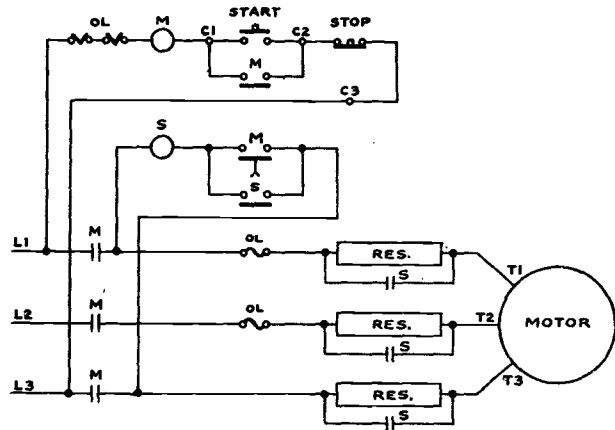 START
OL M C1 C2 STOP
M
C3
S M
S
M
L1 OL RES. T1
S
M
L2 OL RES. T2 MOTOR
S
M
L3 RES. T3
S